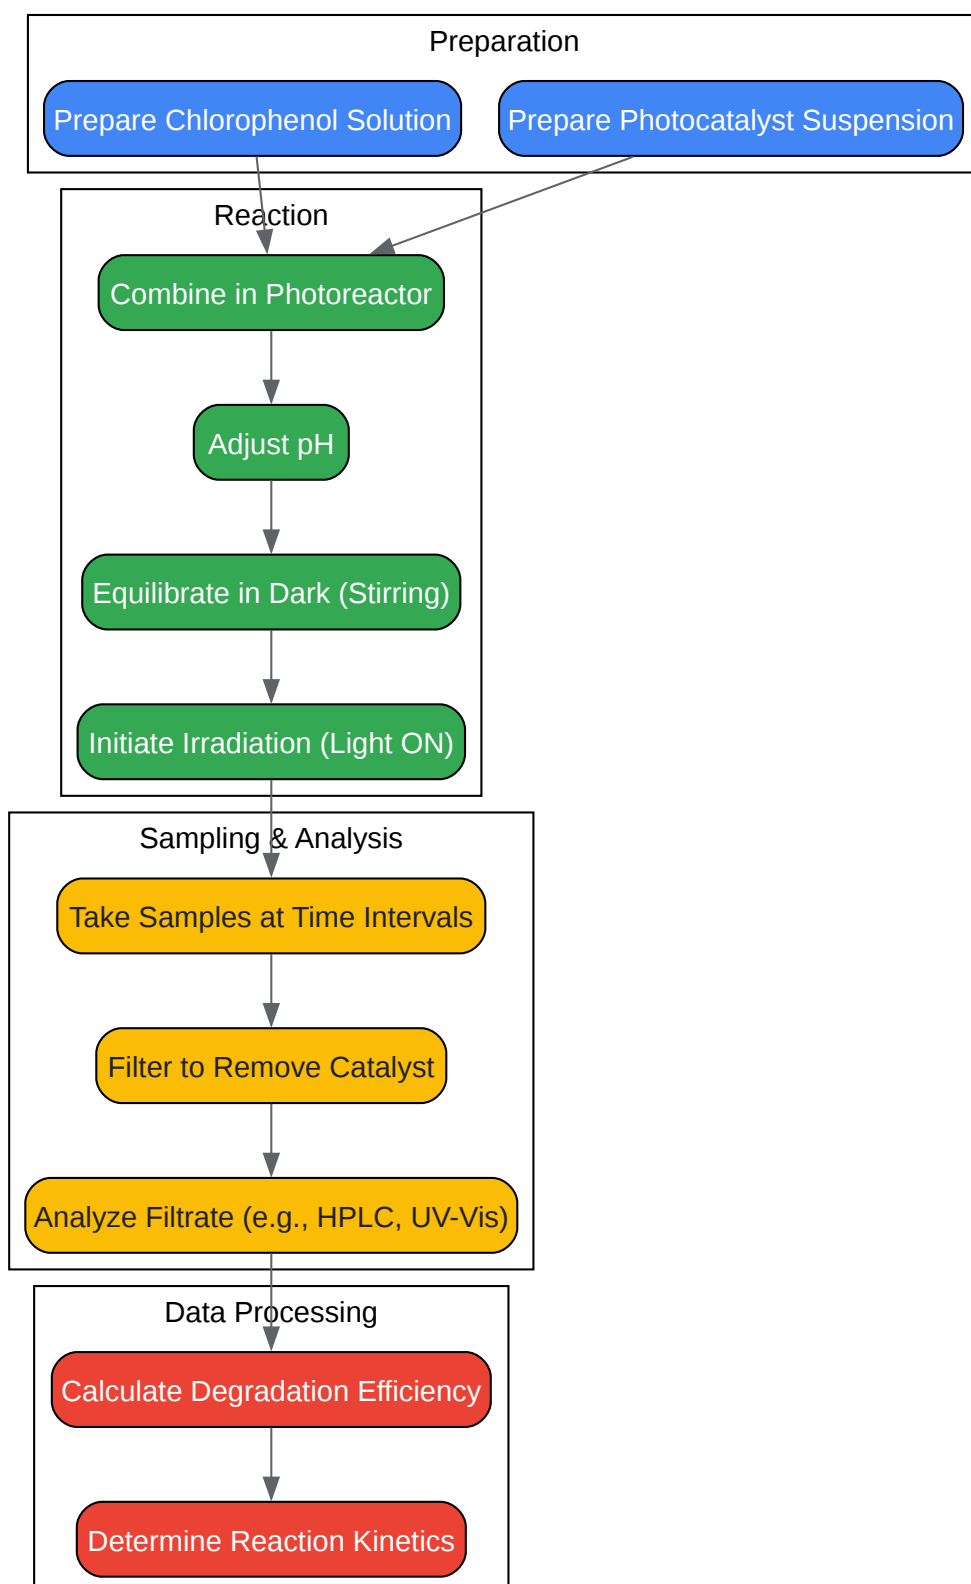 Preparation
Prepare Chlorophenol Solution
Prepare Photocatalyst Suspension
Reaction
Combine in Photoreactor
Adjust pH
Equilibrate in Dark (Stirring)
Initiate Irradiation (Light ON)
Sampling & Analysis
Take Samples at Time Intervals
Filter to Remove Catalyst
Analyze Filtrate (e.g., HPLC, UV-Vis)
Data Processing
Calculate Degradation Efficiency
Determine Reaction Kinetics